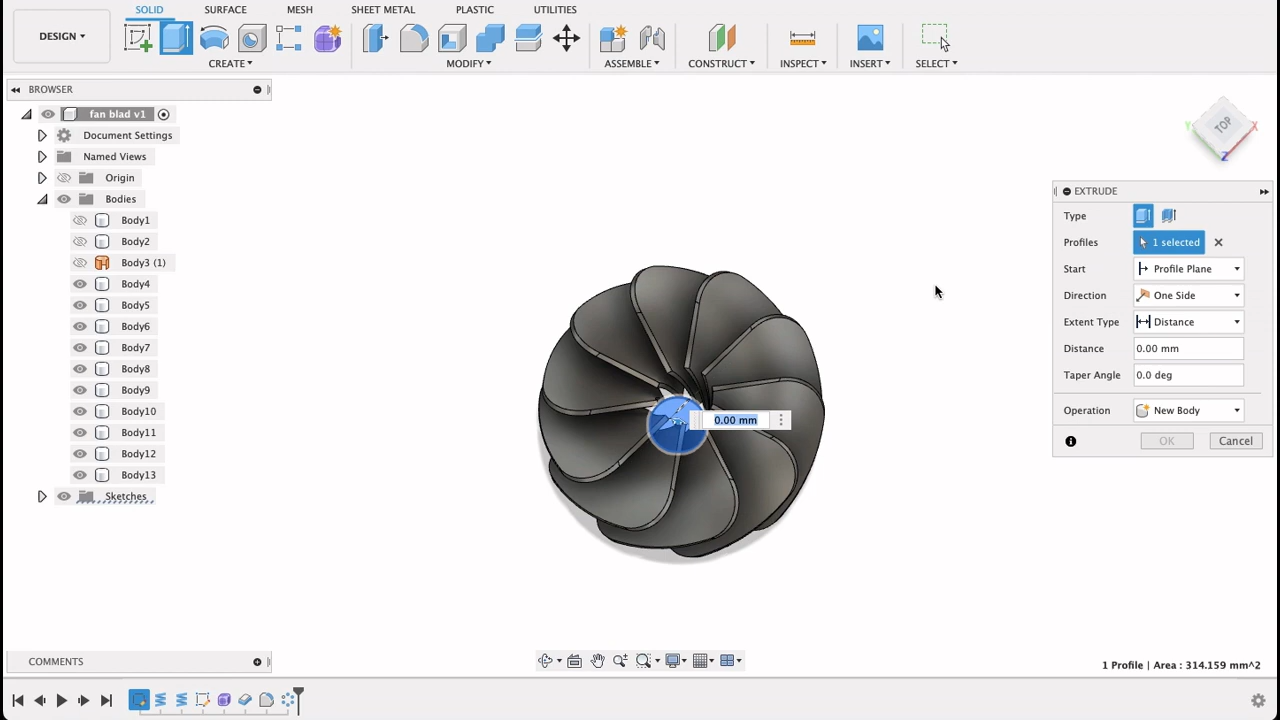 SOLID SURFACE MESH SHEET METAL PLASTIC UTILITIES
DESIGN
CREATE MODIFY ASSEMBLE CONSTRUCT INSPECT INSERT SELECT
BROWSER
fan blad v1
Document Settings
Named Views
Origin
Bodies
Body1
Body2
Body3 (1)
Body4
Body5
Body6
Body7
Body8
Body9
Body10
Body11
Body12
Body13
Sketches
TOP
Y X
Z
EXTRUDE
Type
Profiles 1 selected
Start Profile Plane
Direction One Side
Extent Type Distance
Distance 0.00 mm
Taper Angle 0.0 deg
Operation New Body
OK Cancel
0.00 mm
COMMENTS
1 Profile | Area : 314.159 mm^2